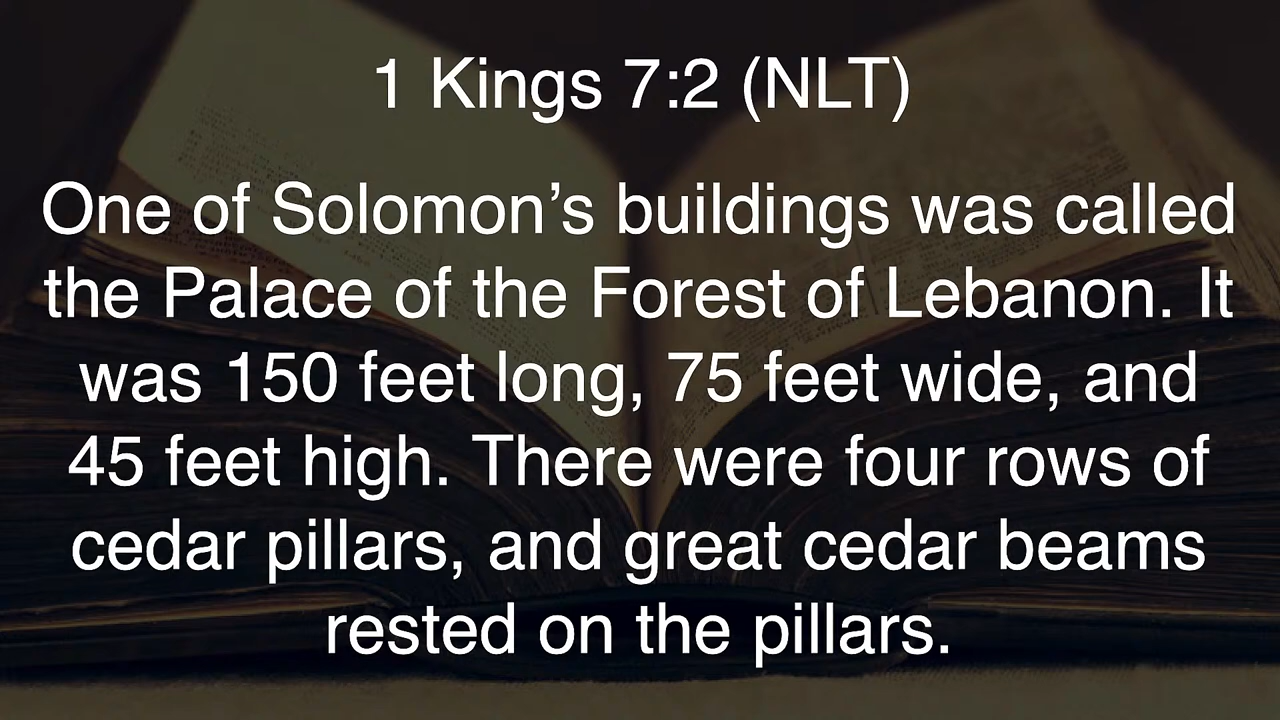 1 Kings 7:2 (NLT)
One of Solomon’s buildings was called
the Palace of the Forest of Lebanon. It
was 150 feet long, 75 feet wide, and
45 feet high. There were four rows of
cedar pillars, and great cedar beams
rested on the pillars.